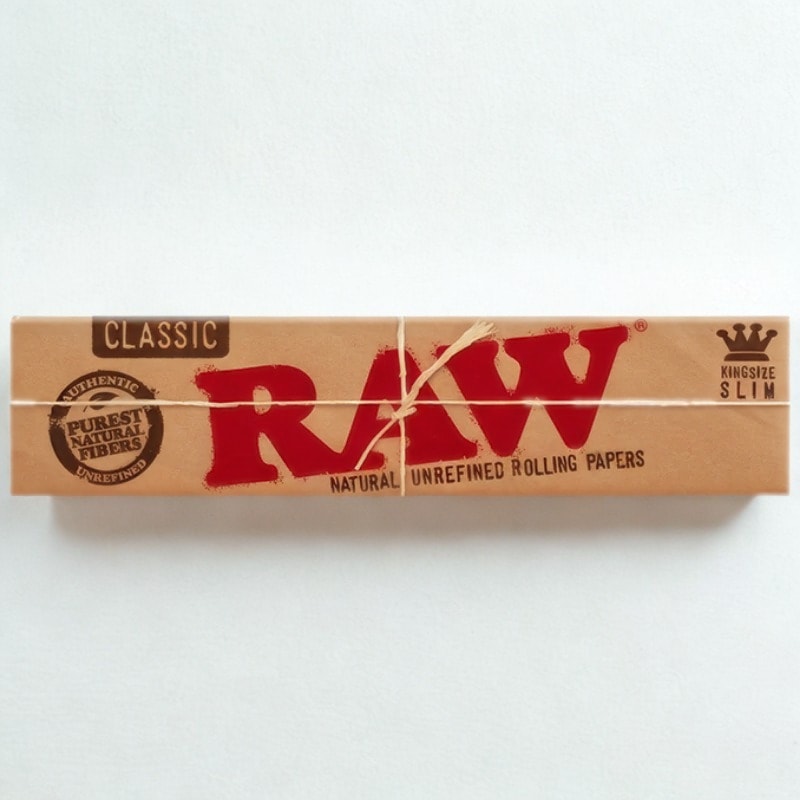 CLASSIC
AUTHENTIC
PUREST
NATURAL
FIBERS
UNREFINED
RAW®
NATURAL UNREFINED ROLLING PAPERS
KINGSIZE
SLIM